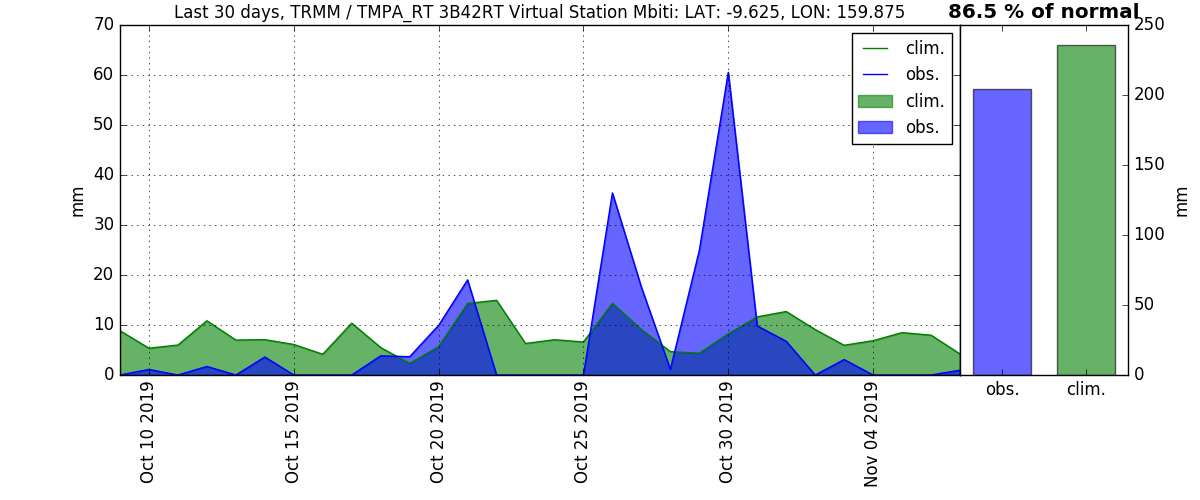 Last 30 days, TRMM / TMPA_RT 3B42RT Virtual Station Mbiti: LAT: -9.625, LON: 159.875
86.5 % of normal
70
60
50
40
30
20
10
0
mm
clim.
obs.
clim.
obs.
Oct 10 2019
Oct 15 2019
Oct 20 2019
Oct 25 2019
Oct 30 2019
Nov 04 2019
250
200
150
100
50
0
mm
obs.
clim.